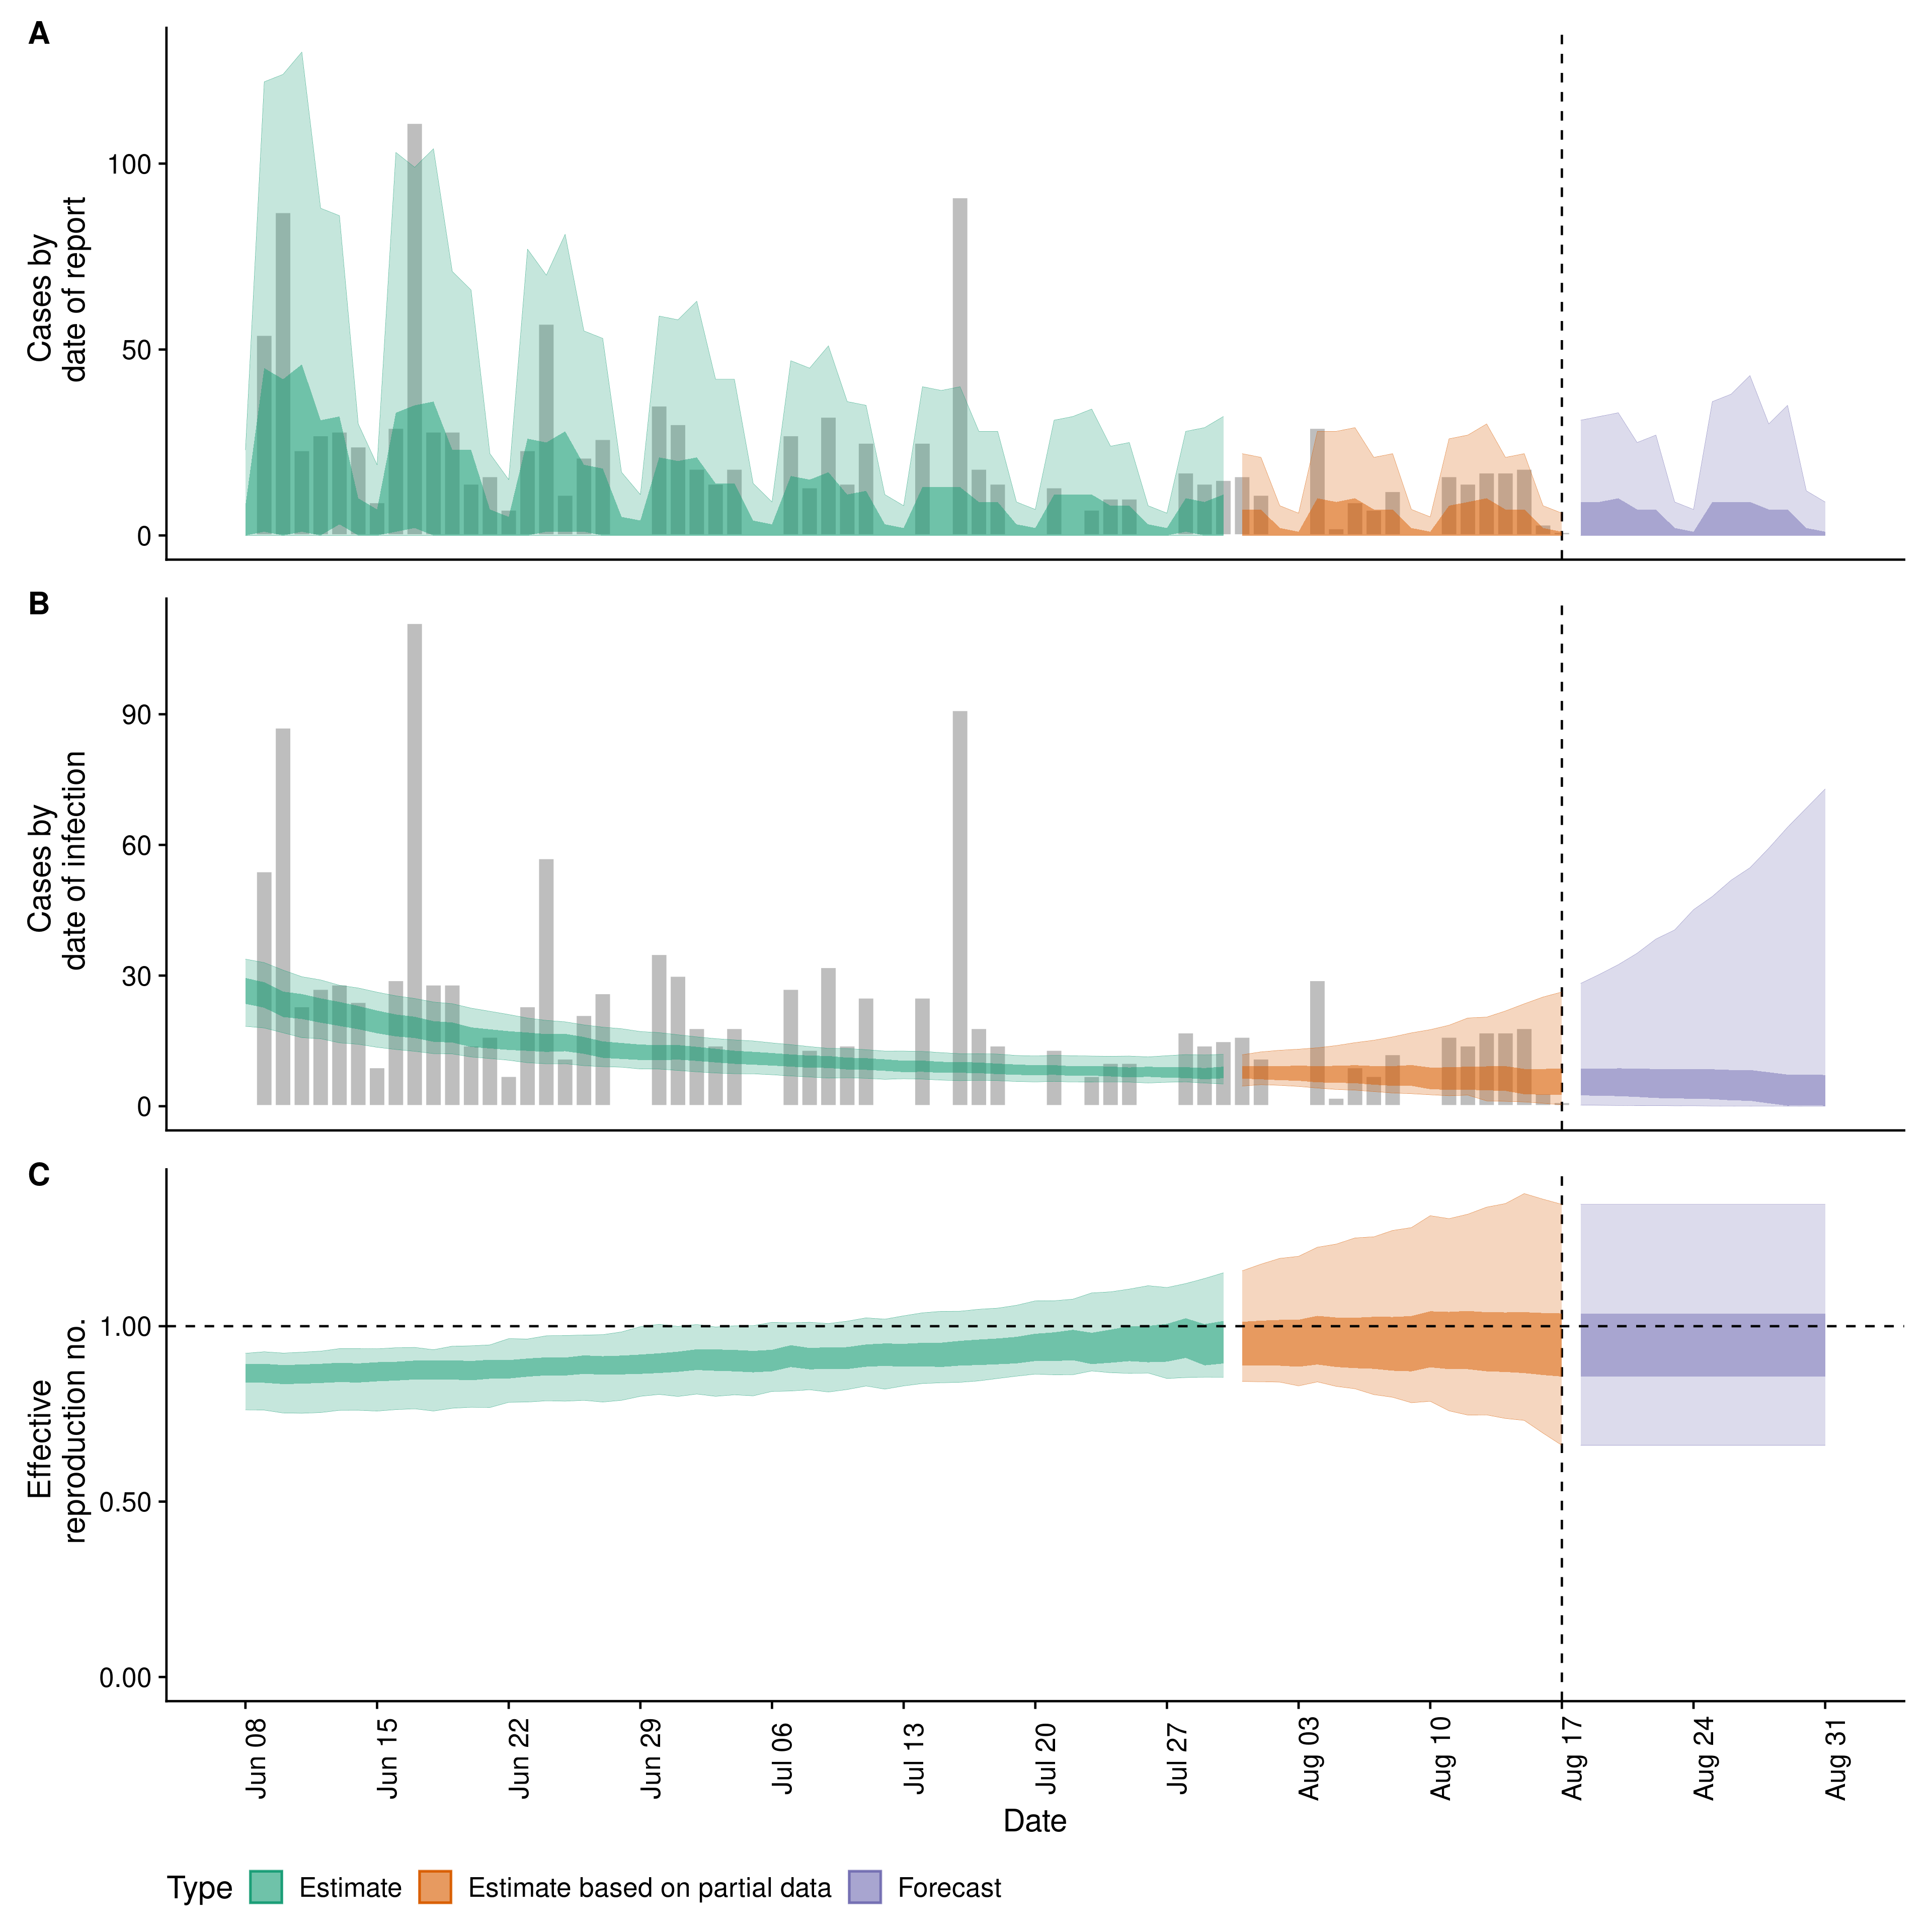 A
Cases by
date of report
100
50
0
B
Cases by
date of infection
90
60
30
0
C
Effective
reproduction no.
1.00
0.50
0.00
Jun 08
Jun 15
Jun 22
Jun 29
Jul 06
Jul 13
Jul 20
Jul 27
Aug 03
Aug 10
Aug 17
Aug 24
Aug 31
Date
Type Estimate Estimate based on partial data Forecast